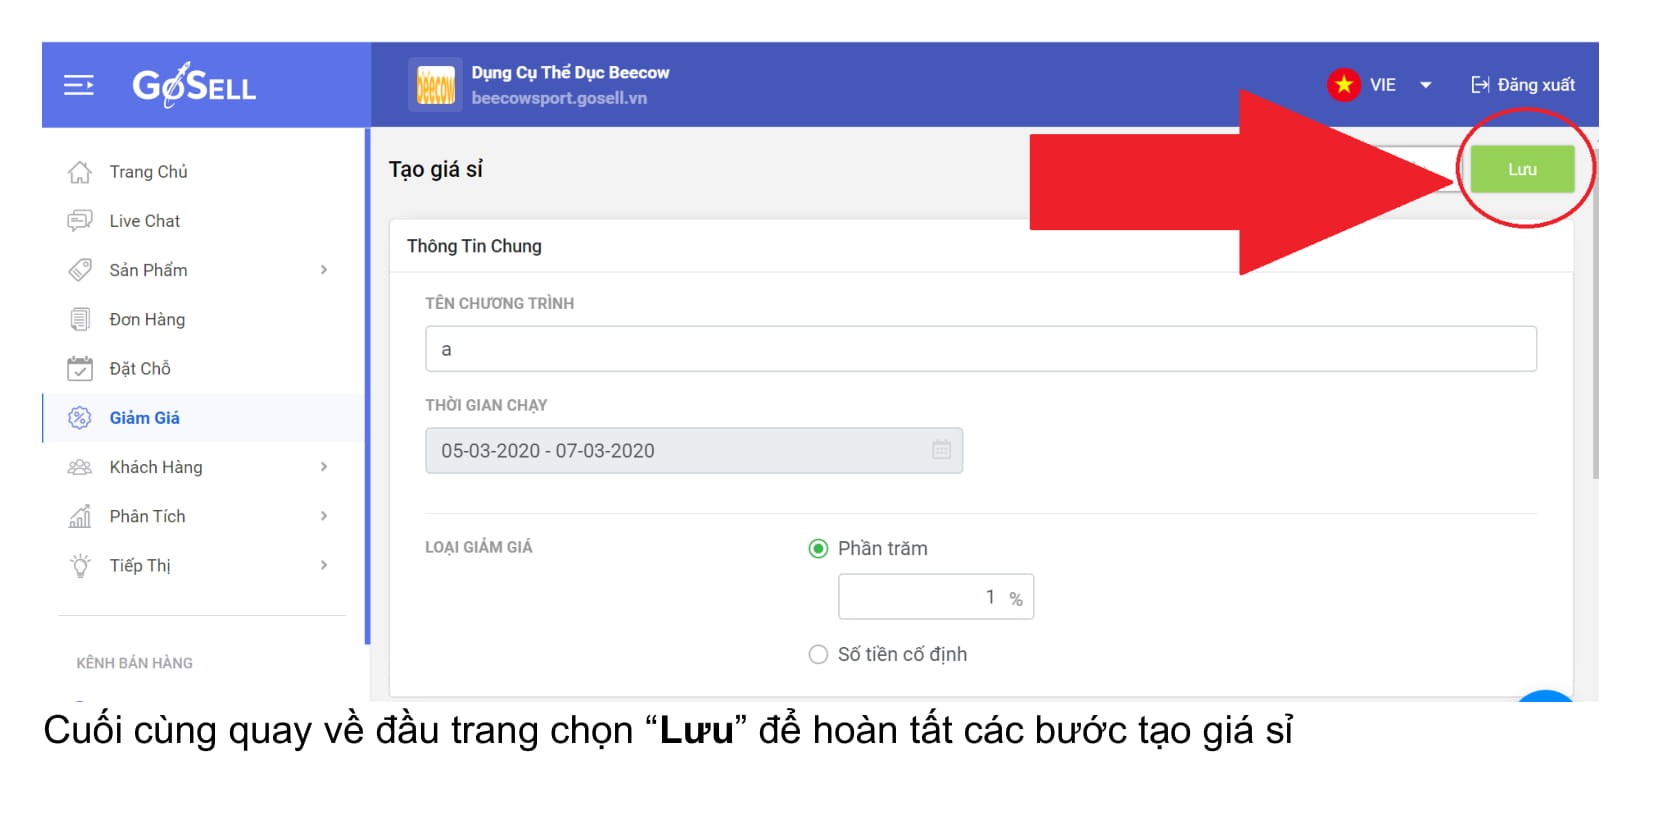 GoSELL
Dụng Cụ Thể Dục Beecow
beecowsport.gosell.vn
VIE
Đăng xuất
beecow
Trang Chủ
Live Chat
Sản Phẩm
Đơn Hàng
Đặt Chỗ
Giảm Giá
Khách Hàng
Phân Tích
Tiếp Thị
KÊNH BÁN HÀNG
Tạo giá sỉ
Lưu
Thông Tin Chung
TÊN CHƯƠNG TRÌNH
a
THỜI GIAN CHẠY
05-03-2020 - 07-03-2020
LOẠI GIẢM GIÁ
Phần trăm
1 %
Số tiền cố định
Cuối cùng quay về đầu trang chọn “Lưu” để hoàn tất các bước tạo giá sỉ